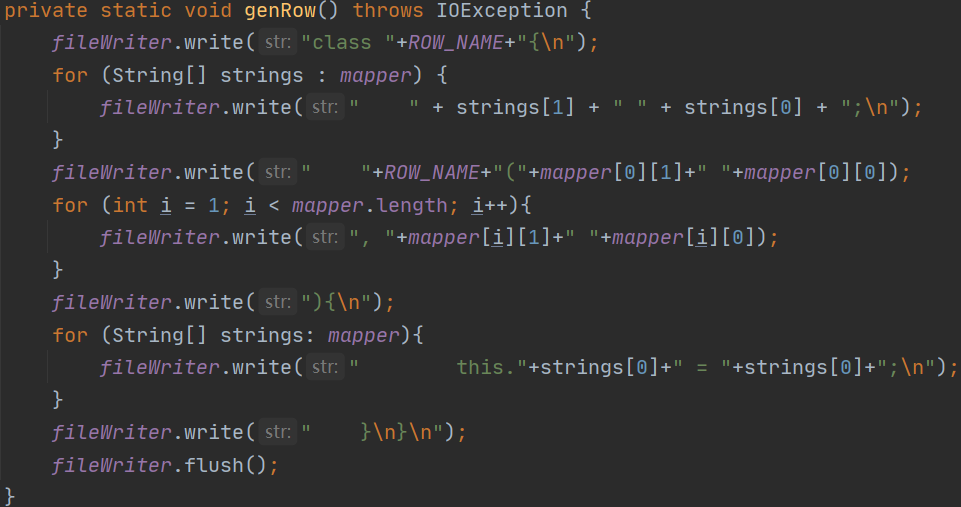 private static void genRow() throws IOException {
    fileWriter.write( str: "class "+ROW_NAME+"{\n");
    for (String[] strings : mapper) {
        fileWriter.write( str: "    " + strings[1] + " " + strings[0] + ";\n");
    }
    fileWriter.write( str: "    "+ROW_NAME+"("+mapper[0][1]+" "+mapper[0][0]);
    for (int i = 1; i < mapper.length; i++){
        fileWriter.write( str: ", "+mapper[i][1]+" "+mapper[i][0]);
    }
    fileWriter.write( str: "){\n");
    for (String[] strings: mapper){
        fileWriter.write( str: "        this."+strings[0]+" = "+strings[0]+";\n");
    }
    fileWriter.write( str: "    }\n}\n");
    fileWriter.flush();
}